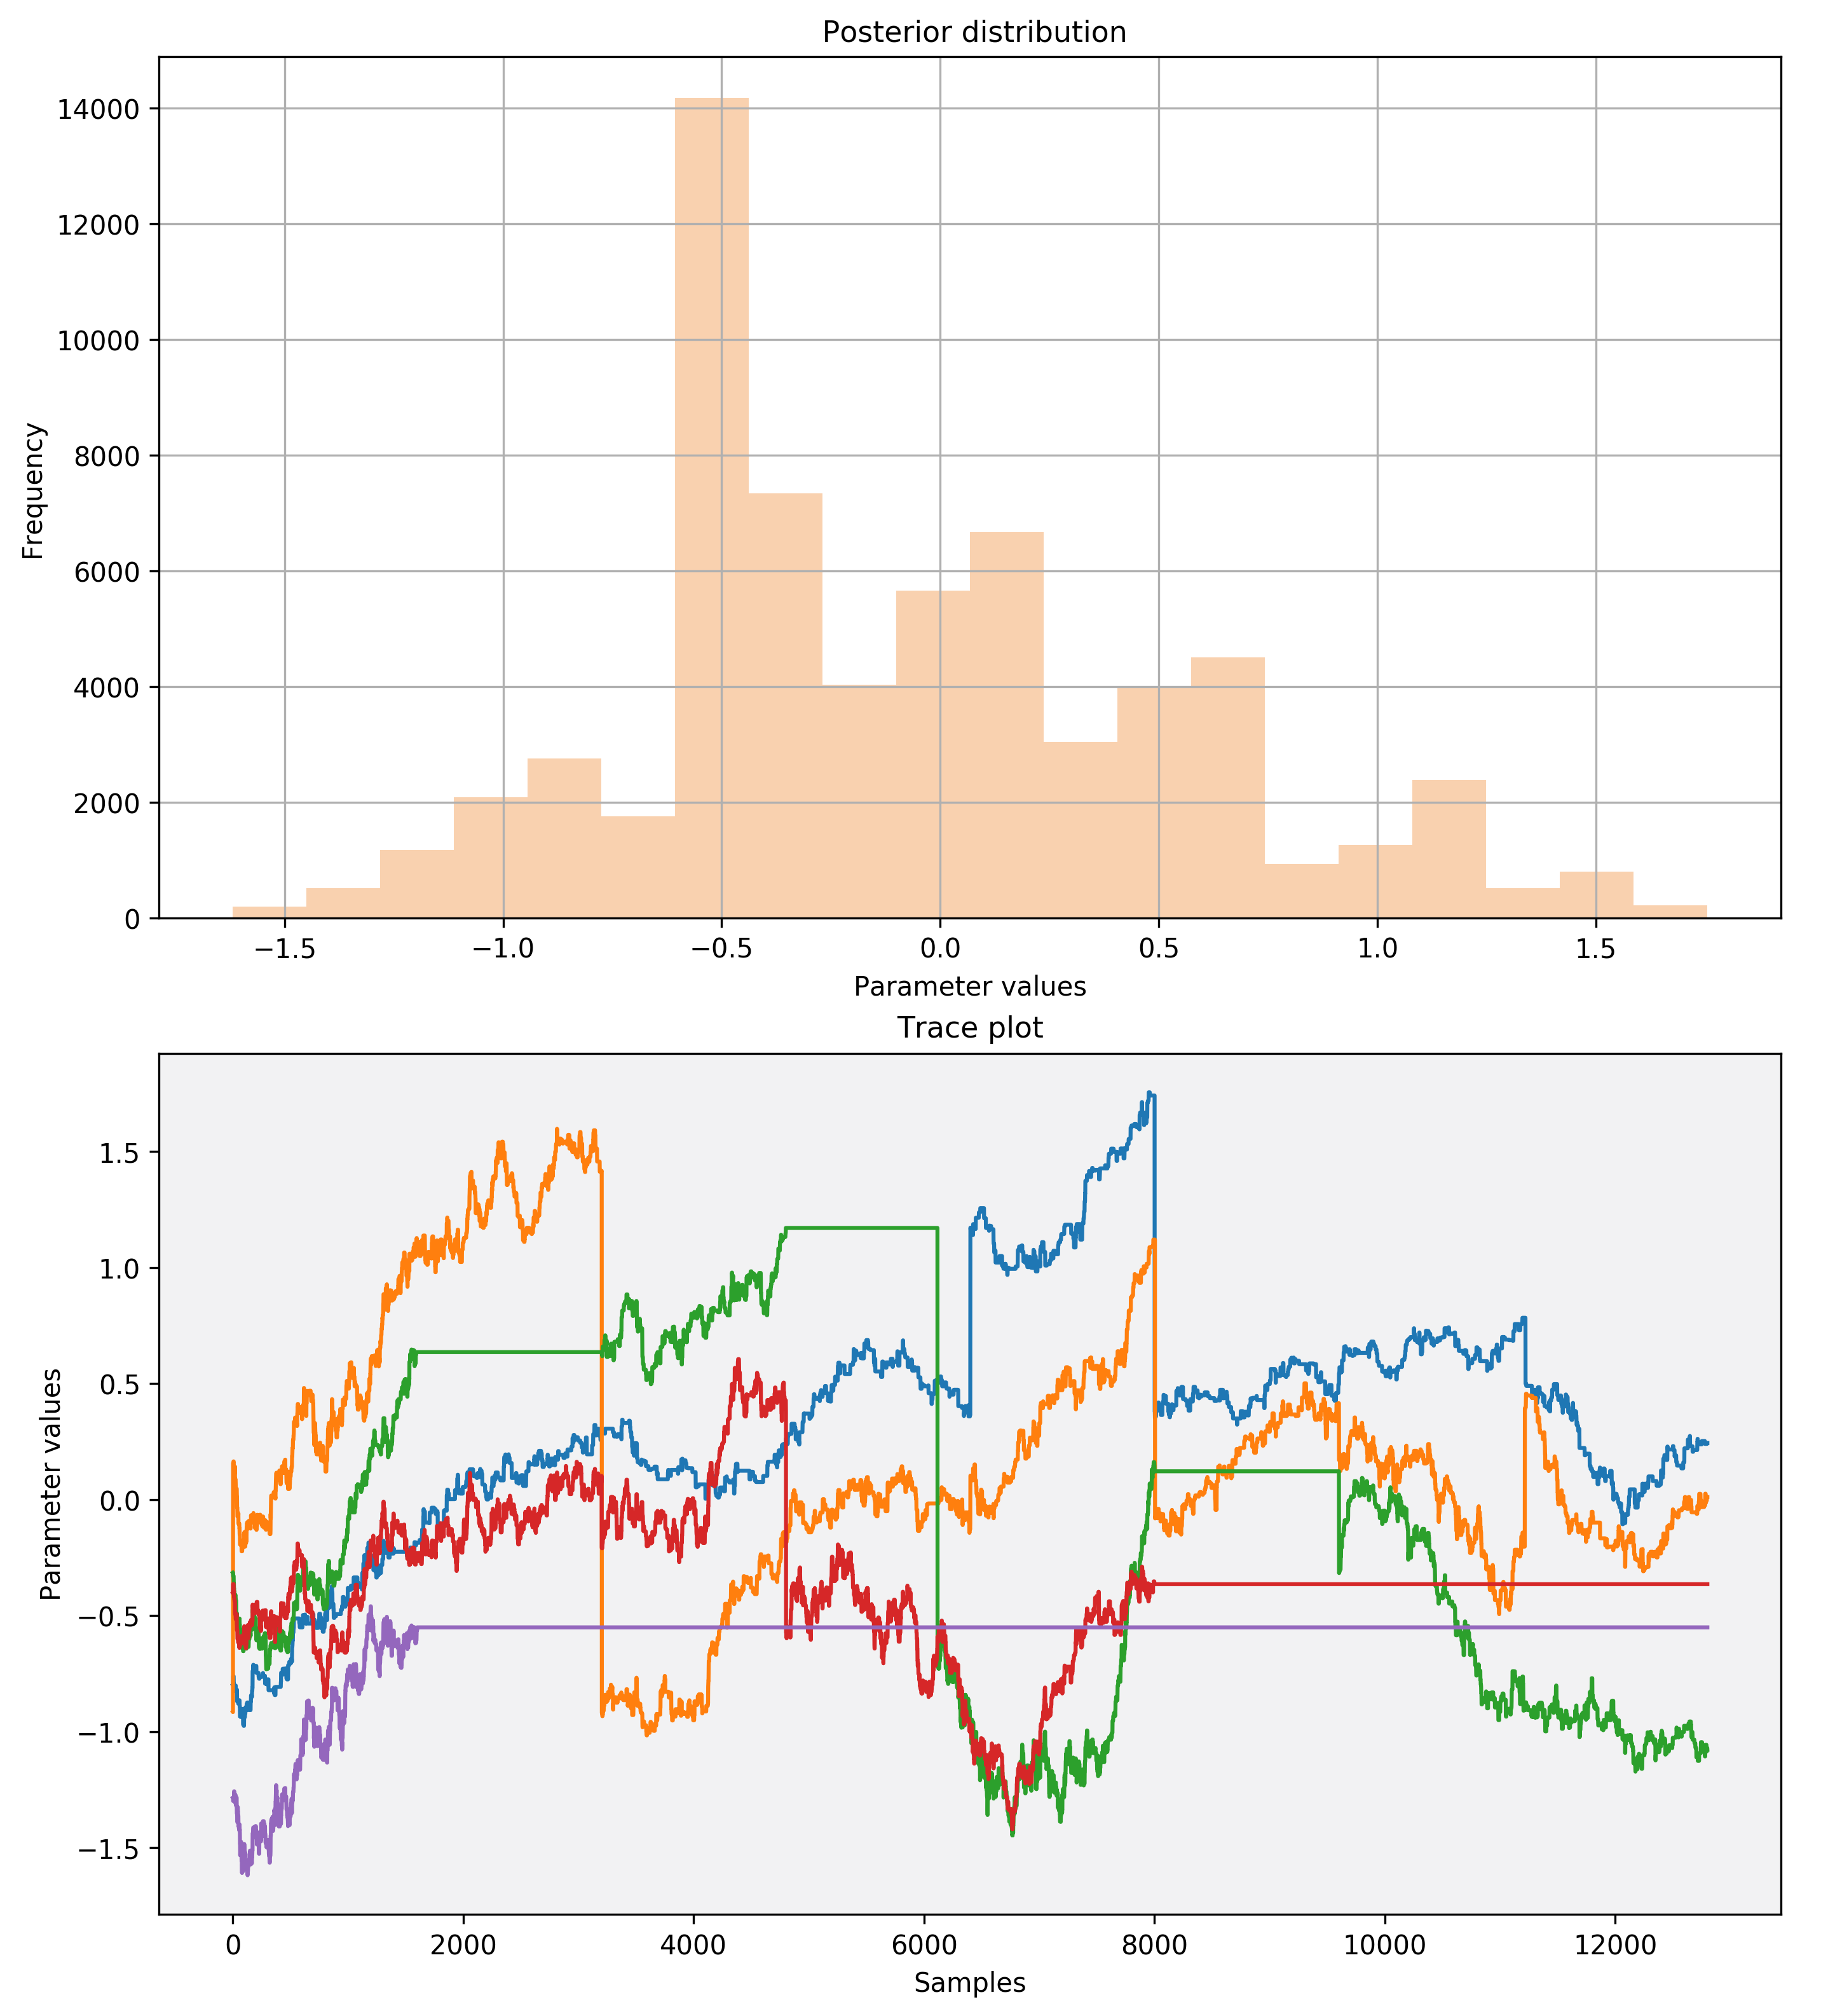 Posterior distribution
14000
12000
10000
8000
6000
4000
2000
0
Frequency
−1.5 −1.0 −0.5 0.0 0.5 1.0 1.5
Parameter values
Trace plot
1.5
1.0
0.5
0.0
−0.5
−1.0
−1.5
Parameter values
0 2000 4000 6000 8000 10000 12000
Samples